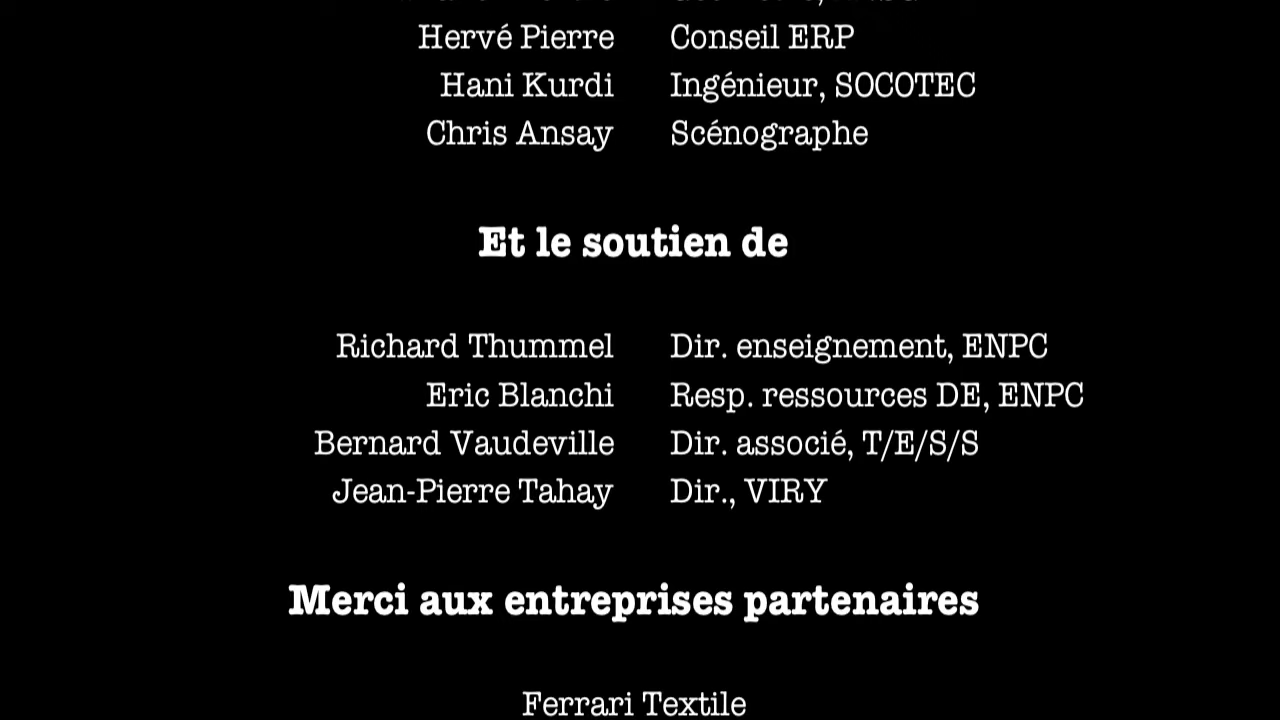 Hervé Pierre Conseil ERP
Hani Kurdi Ingénieur, SOCOTEC
Chris Ansay Scénographe
Et le soutien de
Richard Thummel Dir. enseignement, ENPC
Eric Blanchi Resp. ressources DE, ENPC
Bernard Vaudeville Dir. associé, T/E/S/S
Jean-Pierre Tahay Dir., VIRY
Merci aux entreprises partenaires
Ferrari Textile